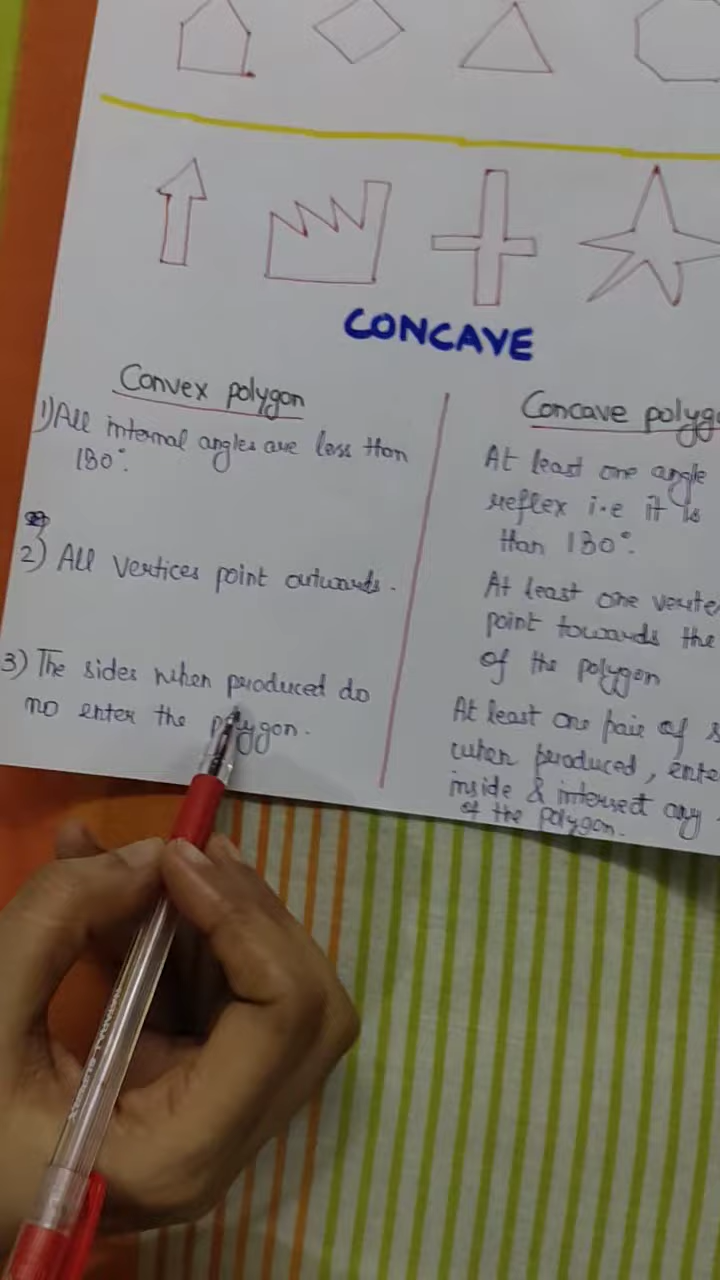 CONCAVE
Convex polygon
1) All internal angles are less than
180°.
2) All vertices point outwards.
3) The sides when produced do
no enter the polygon.
Concave
At least one angle
reflex i.e it is
than 180°.
At least one
point towards the
of the polygon
At least one pair of
when produced,
inside & intersect any
of the polygon.